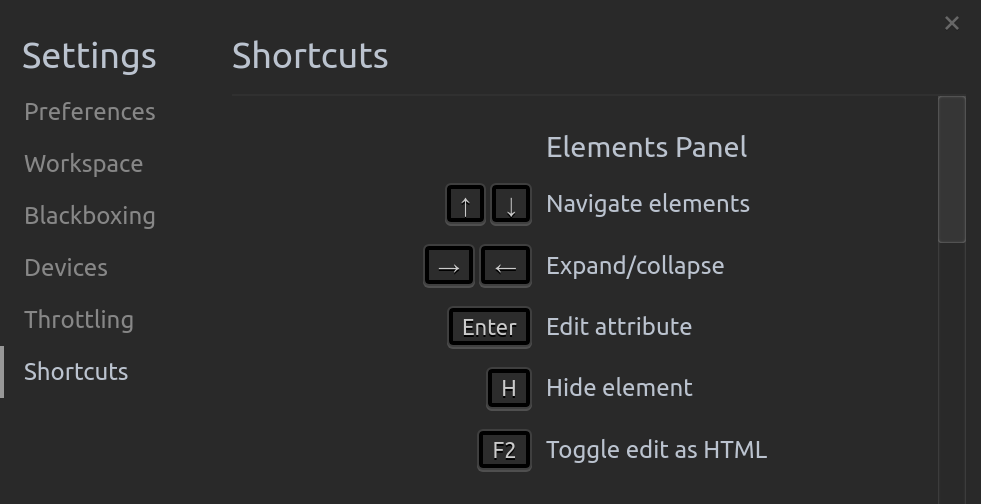 Settings
Preferences
Workspace
Blackboxing
Devices
Throttling
Shortcuts
Shortcuts
Elements Panel
↑ ↓ Navigate elements
→ ← Expand/collapse
Enter Edit attribute
H Hide element
F2 Toggle edit as HTML